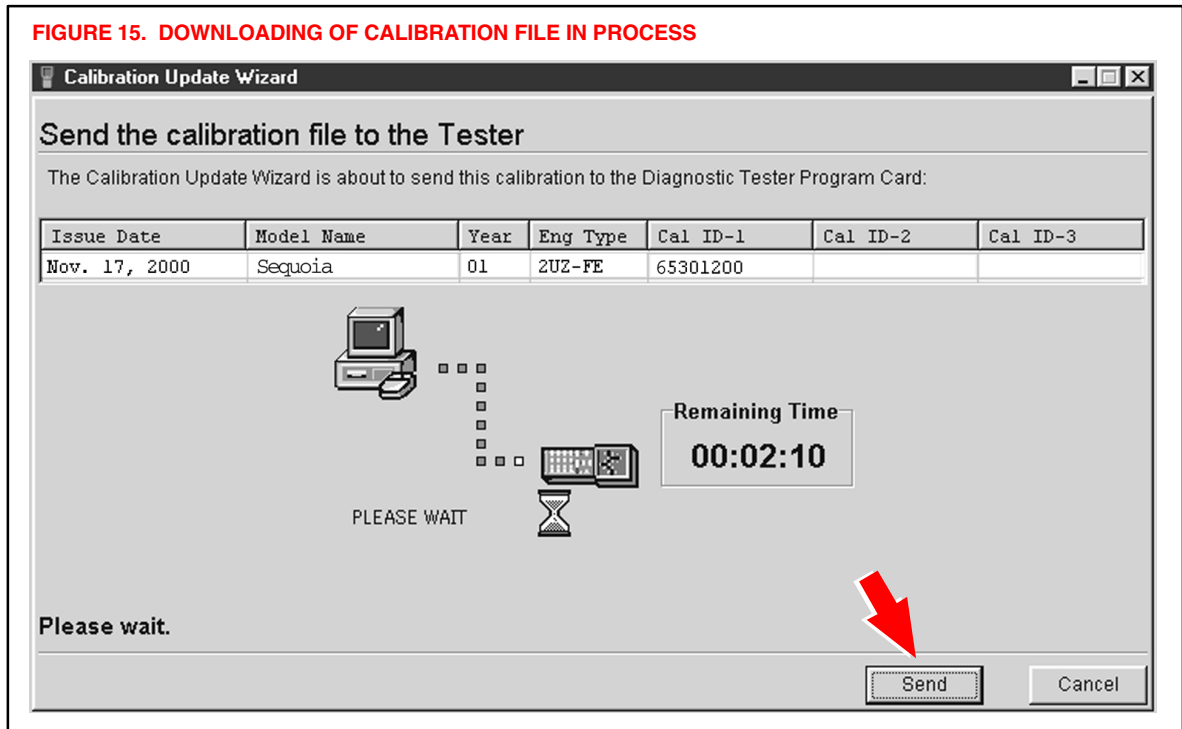 FIGURE 15. DOWNLOADING OF CALIBRATION FILE IN PROCESS
Calibration Update Wizard
Send the calibration file to the Tester
The Calibration Update Wizard is about to send this calibration to the Diagnostic Tester Program Card:
Issue Date Model Name Year Eng Type Cal ID-1 Cal ID-2 Cal ID-3
Nov. 17, 2000 Sequoia 01 2UZ-FE 65301200
Remaining Time
00:02:10
PLEASE WAIT
Please wait.
Send Cancel